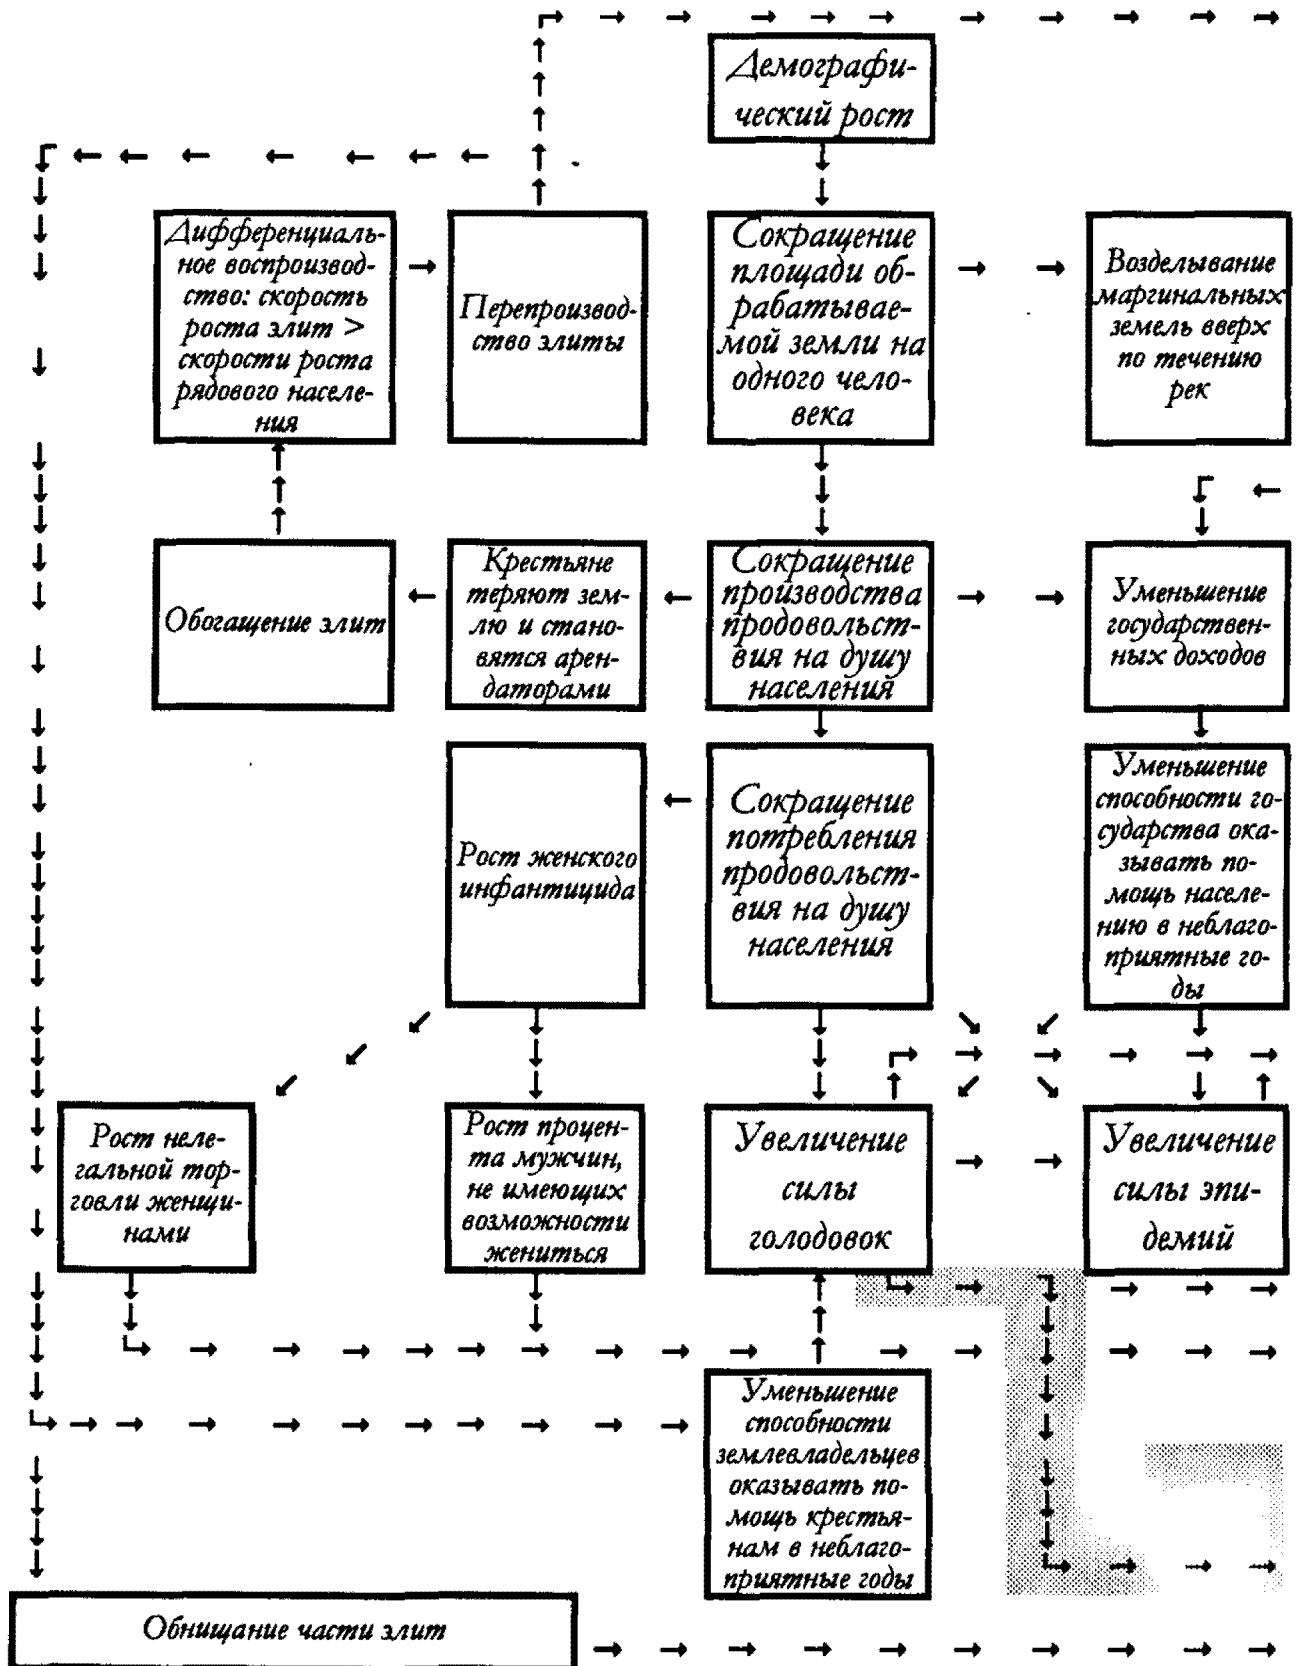 Демографи-
ческий рост
Дифференциаль-
ное воспроизвод-
ство: скорость
роста элит >
скорости роста
рядового населе-
ния
Перепроизвод-
ство элиты
Сокращение
площади об-
рабатывае-
мой земли на
одного чело-
века
Возделывание
маргинальных
земель вверх
по течению
рек
Обогащение элит
Крестьяне
теряют зем-
лю и стано-
вятся арен-
даторами
Сокращение
производства
продовольст-
вия на душу
населения
Уменьшение
государствен-
ных доходов
Рост женского
инфантицида
Сокращение
потребления
продовольст-
вия на душу
населения
Уменьшение
способности го-
сударства ока-
зывать по-
мощь населе-
нию в неблаго-
приятные го-
ды
Рост неле-
гальной тор-
говли женщи-
нами
Рост процен-
та мужчин,
не имеющих
возможности
жениться
Увеличение
силы
голодовок
Увеличение
силы эпи-
демий
Уменьшение
способности
землевладельцев
оказывать по-
мощь крестья-
нам в неблаго-
приятные годы
Обнищание части элит